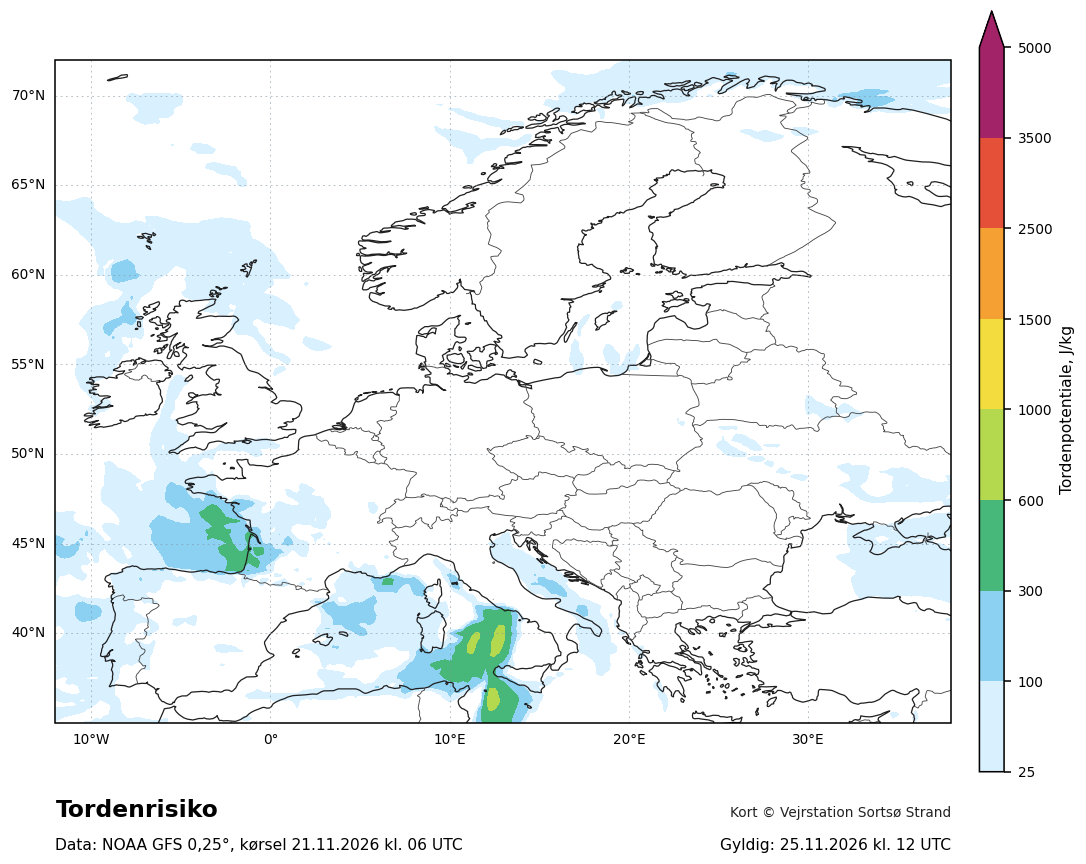 70°N
65°N
60°N
55°N
50°N
45°N
40°N
10°W
0°
10°E
20°E
30°E
5000
3500
2500
1500
1000
600
300
100
25
Tordenpotentiale, J/kg
Tordenrisiko
Kort © Vejrstation Sortsø Strand
Data: NOAA GFS 0,25°, kørsel 21.11.2026 kl. 06 UTC
Gyldig: 25.11.2026 kl. 12 UTC